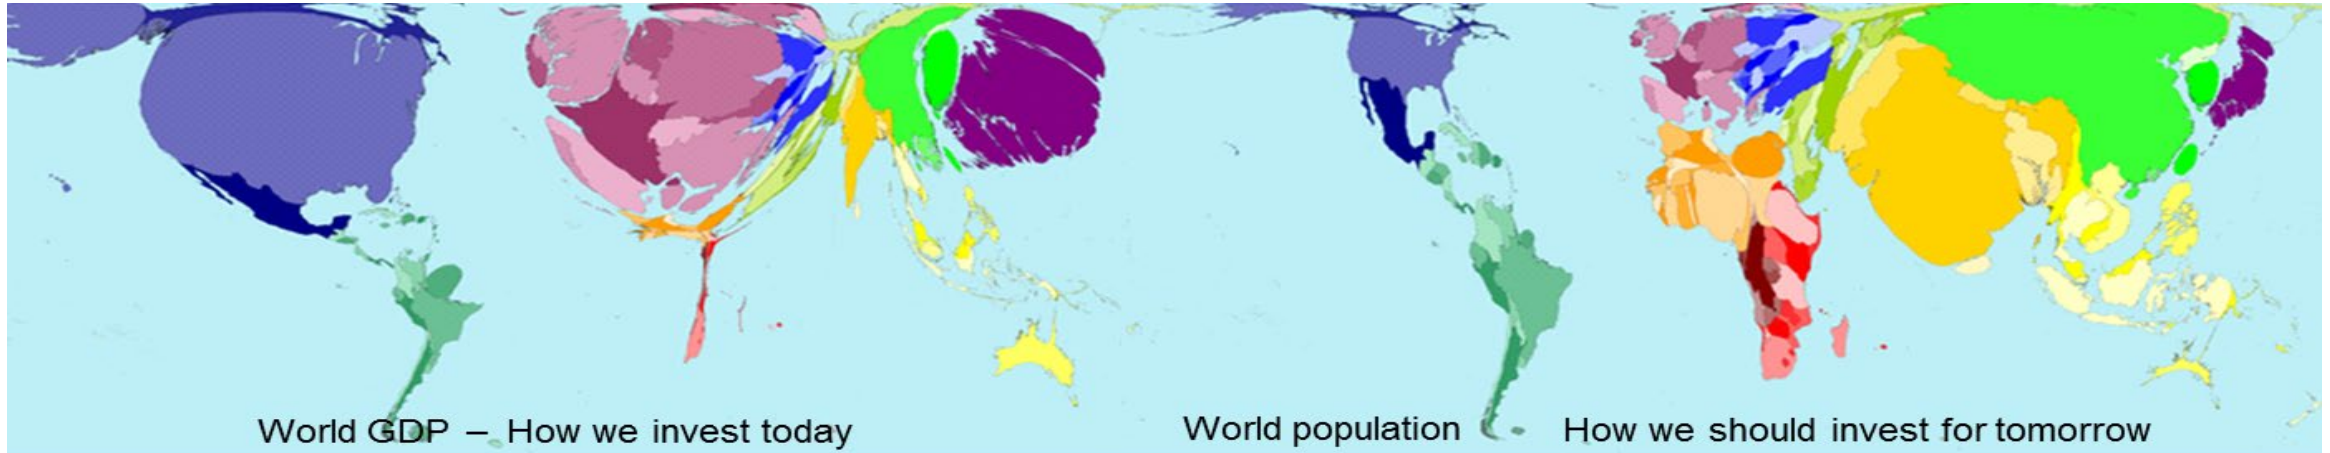 World GDP – How we invest today
World population How we should invest for tomorrow